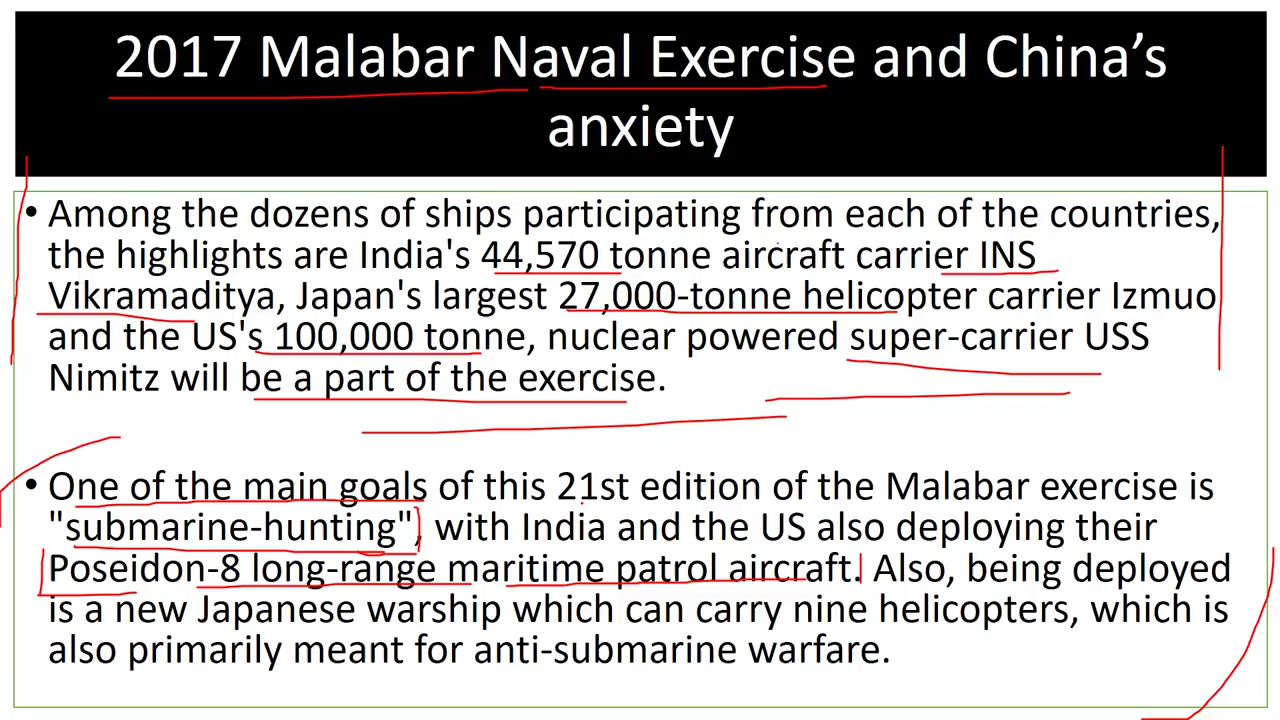 2017 Malabar Naval Exercise and China’s
anxiety
• Among the dozens of ships participating from each of the countries,
the highlights are India's 44,570 tonne aircraft carrier INS
Vikramaditya, Japan's largest 27,000-tonne helicopter carrier Izmuo
and the US's 100,000 tonne, nuclear powered super-carrier USS
Nimitz will be a part of the exercise.
• One of the main goals of this 21st edition of the Malabar exercise is
"submarine-hunting", with India and the US also deploying their
Poseidon-8 long-range maritime patrol aircraft. Also, being deployed
is a new Japanese warship which can carry nine helicopters, which is
also primarily meant for anti-submarine warfare.